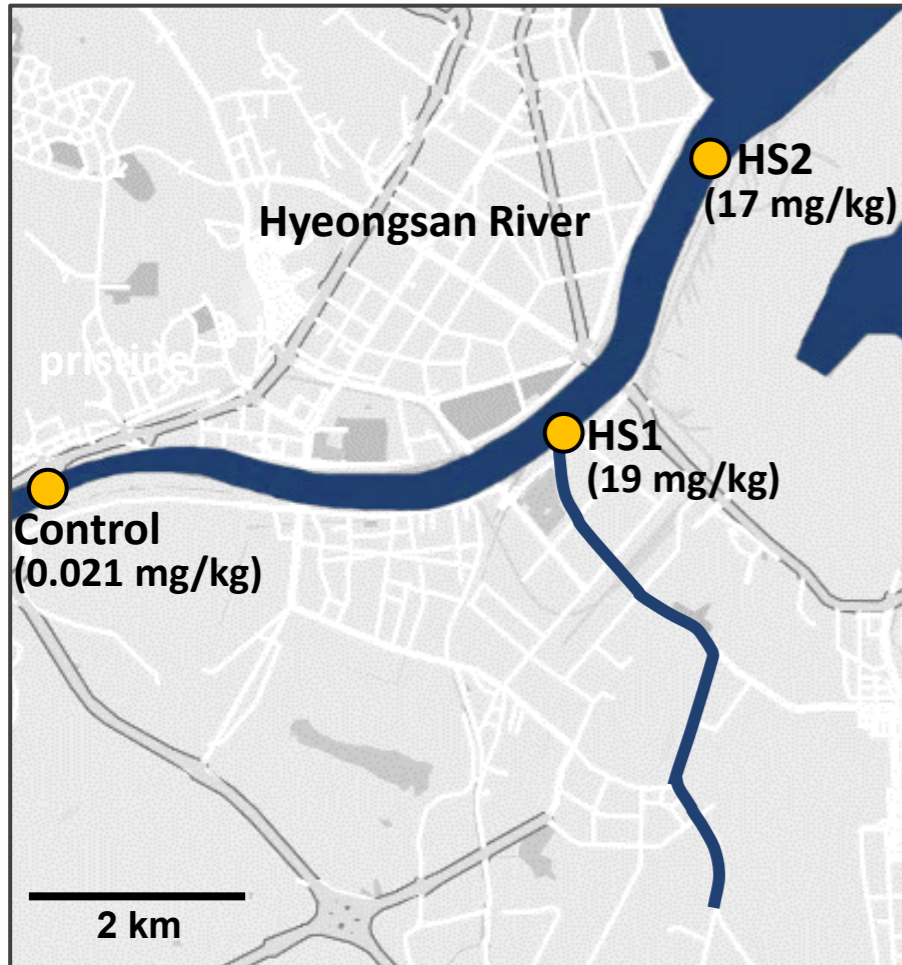 HS2
(17 mg/kg)
Hyeongsan River
pristine
HS1
(19 mg/kg)
Control
(0.021 mg/kg)
2 km